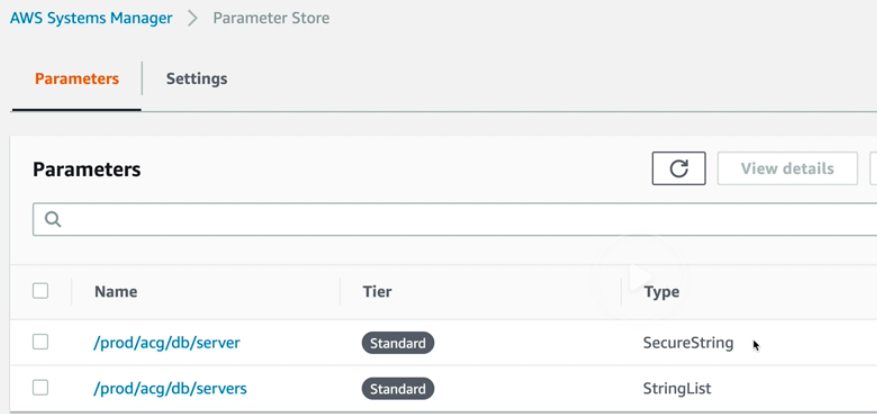 AWS Systems Manager > Parameter Store
Parameters Settings
Parameters View details
Name Tier Type
/prod/acg/db/server Standard SecureString
/prod/acg/db/servers Standard StringList